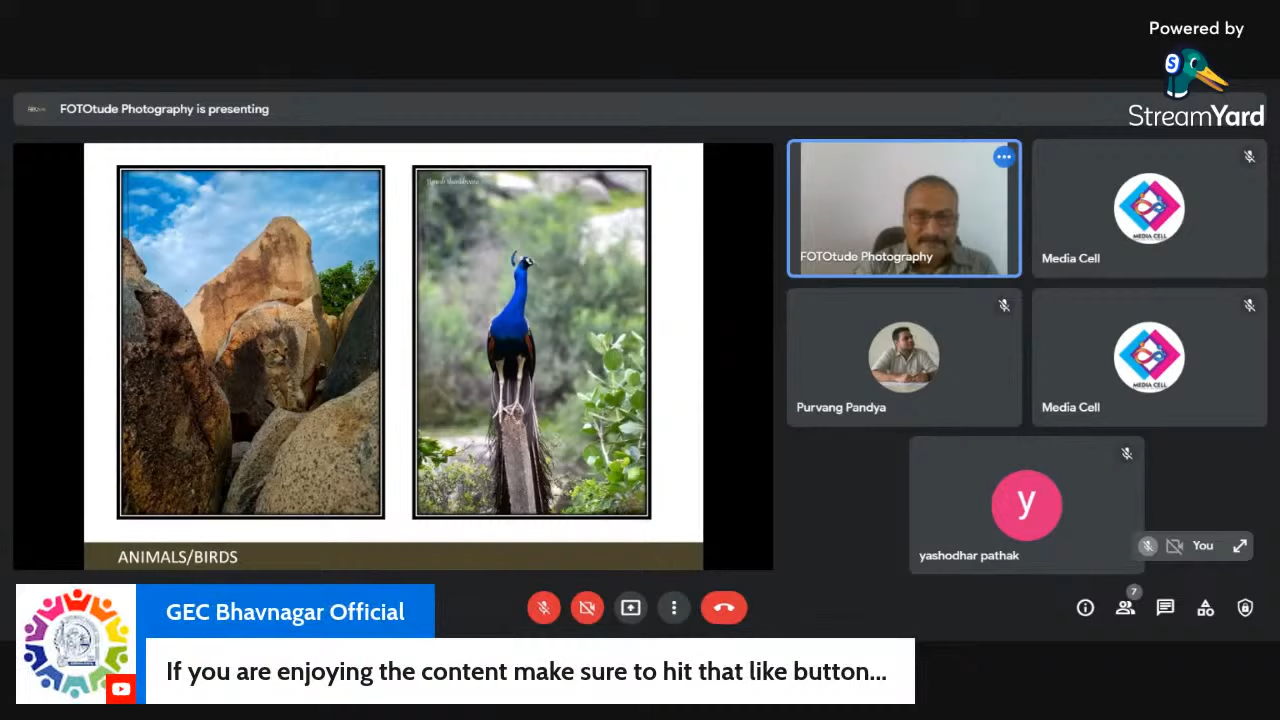 Powered by
StreamYard
FOTOtude Photography is presenting
FOTOtude Photography
Media Cell
MEDIA CELL
Purvang Pandya
Media Cell
MEDIA CELL
y
yashodhar pathak
You
ANIMALS/BIRDS
7
GEC Bhavnagar Official
If you are enjoying the content make sure to hit that like button...